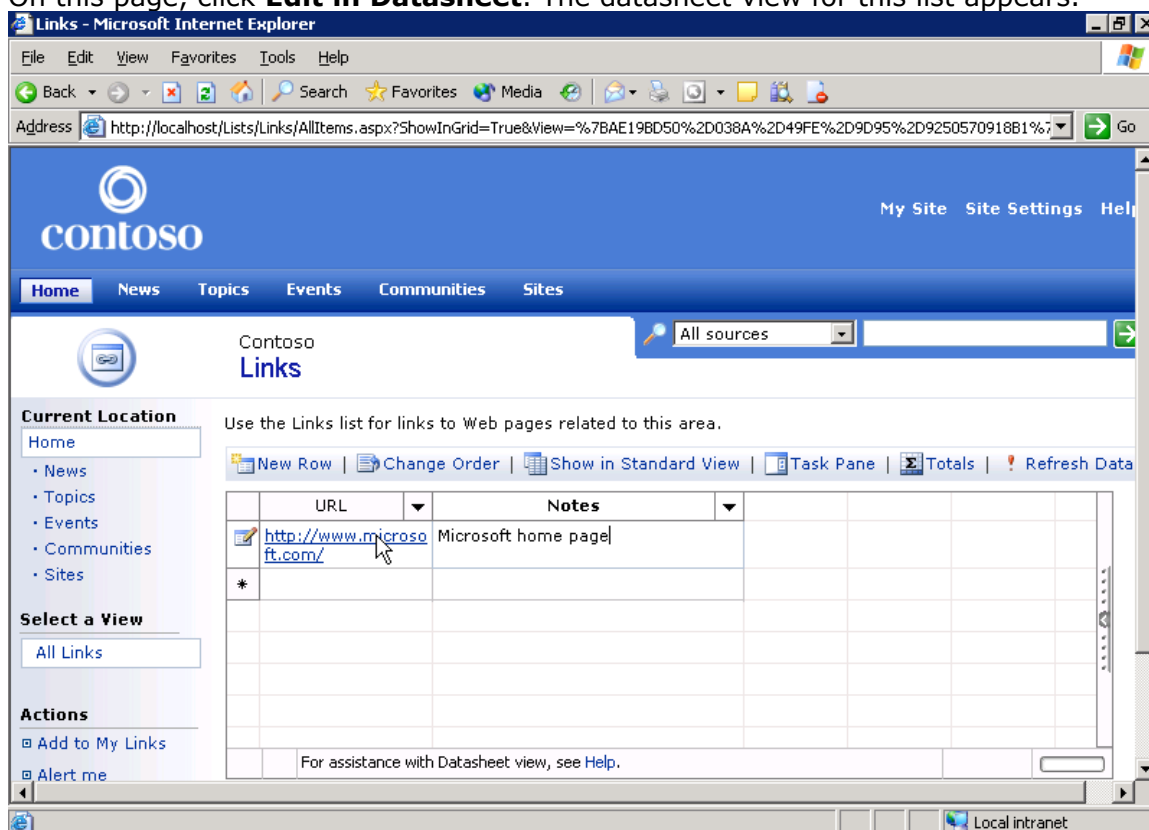 On this page, click Edit in Datasheet. The datasheet view for this list appears.
Links - Microsoft Internet Explorer
File Edit View Favorites Tools Help
Back Search Favorites Media
Address http://localhost/Lists/Links/AllItems.aspx?ShowInGrid=True&View=%7BAE19BD50%2D038A%2D49FE%2D9D95%2D9250570918B1%7 Go
contoso
My Site Site Settings Help
Home News Topics Events Communities Sites
All sources
Contoso
Links
Current Location
Home
· News
· Topics
· Events
· Communities
· Sites
Select a View
All Links
Actions
Add to My Links
Alert me
Use the Links list for links to Web pages related to this area.
New Row | Change Order | Show in Standard View | Task Pane | Σ Totals | ! Refresh Data
URL Notes
http://www.microso Microsoft home page
ft.com/
*
For assistance with Datasheet view, see Help.
Local intranet